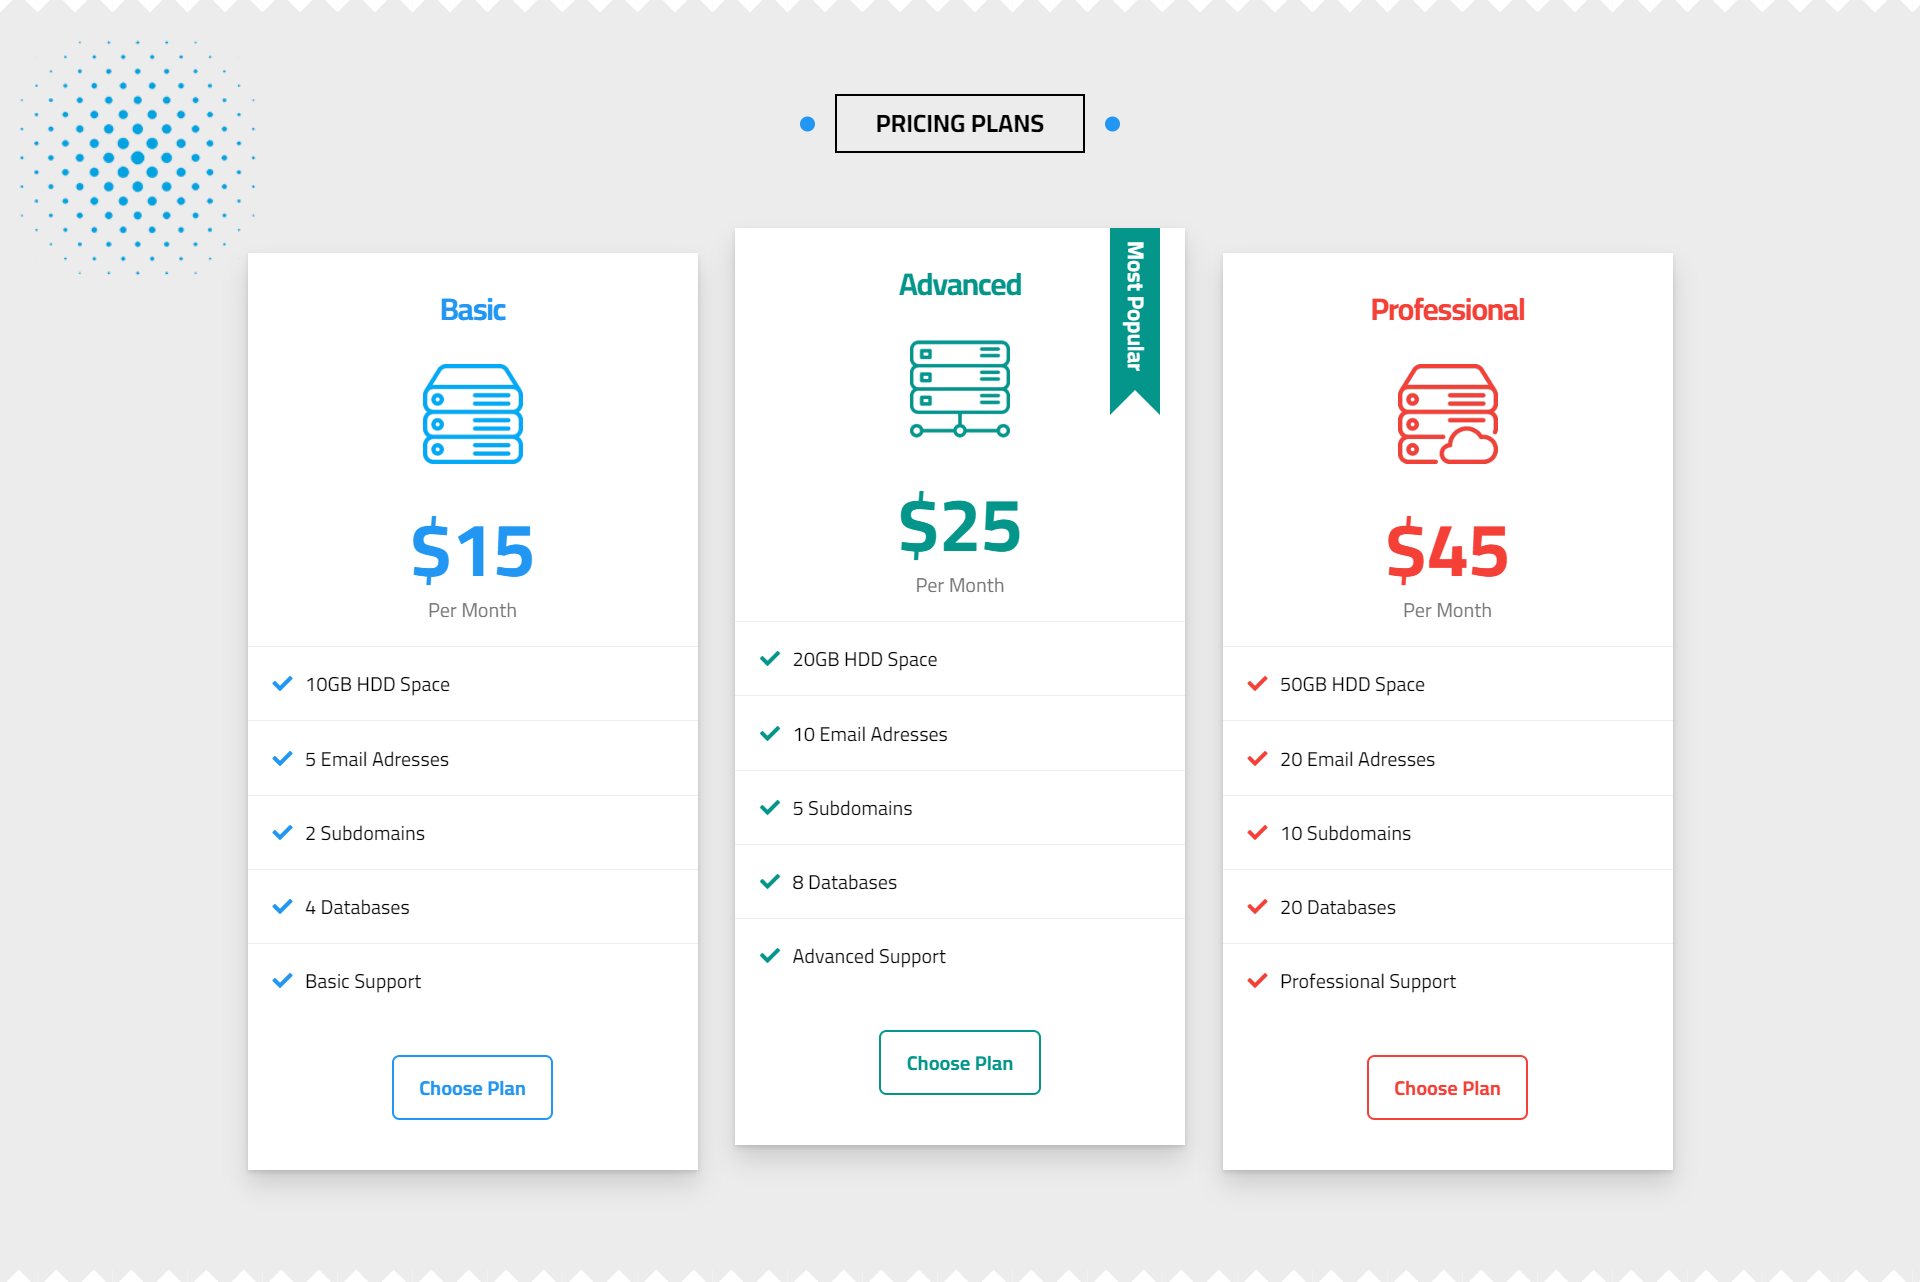 PRICING PLANS
Basic
$15
Per Month
10GB HDD Space
5 Email Adresses
2 Subdomains
4 Databases
Basic Support
Choose Plan
Advanced
Most Popular
$25
Per Month
20GB HDD Space
10 Email Adresses
5 Subdomains
8 Databases
Advanced Support
Choose Plan
Professional
$45
Per Month
50GB HDD Space
20 Email Adresses
10 Subdomains
20 Databases
Professional Support
Choose Plan